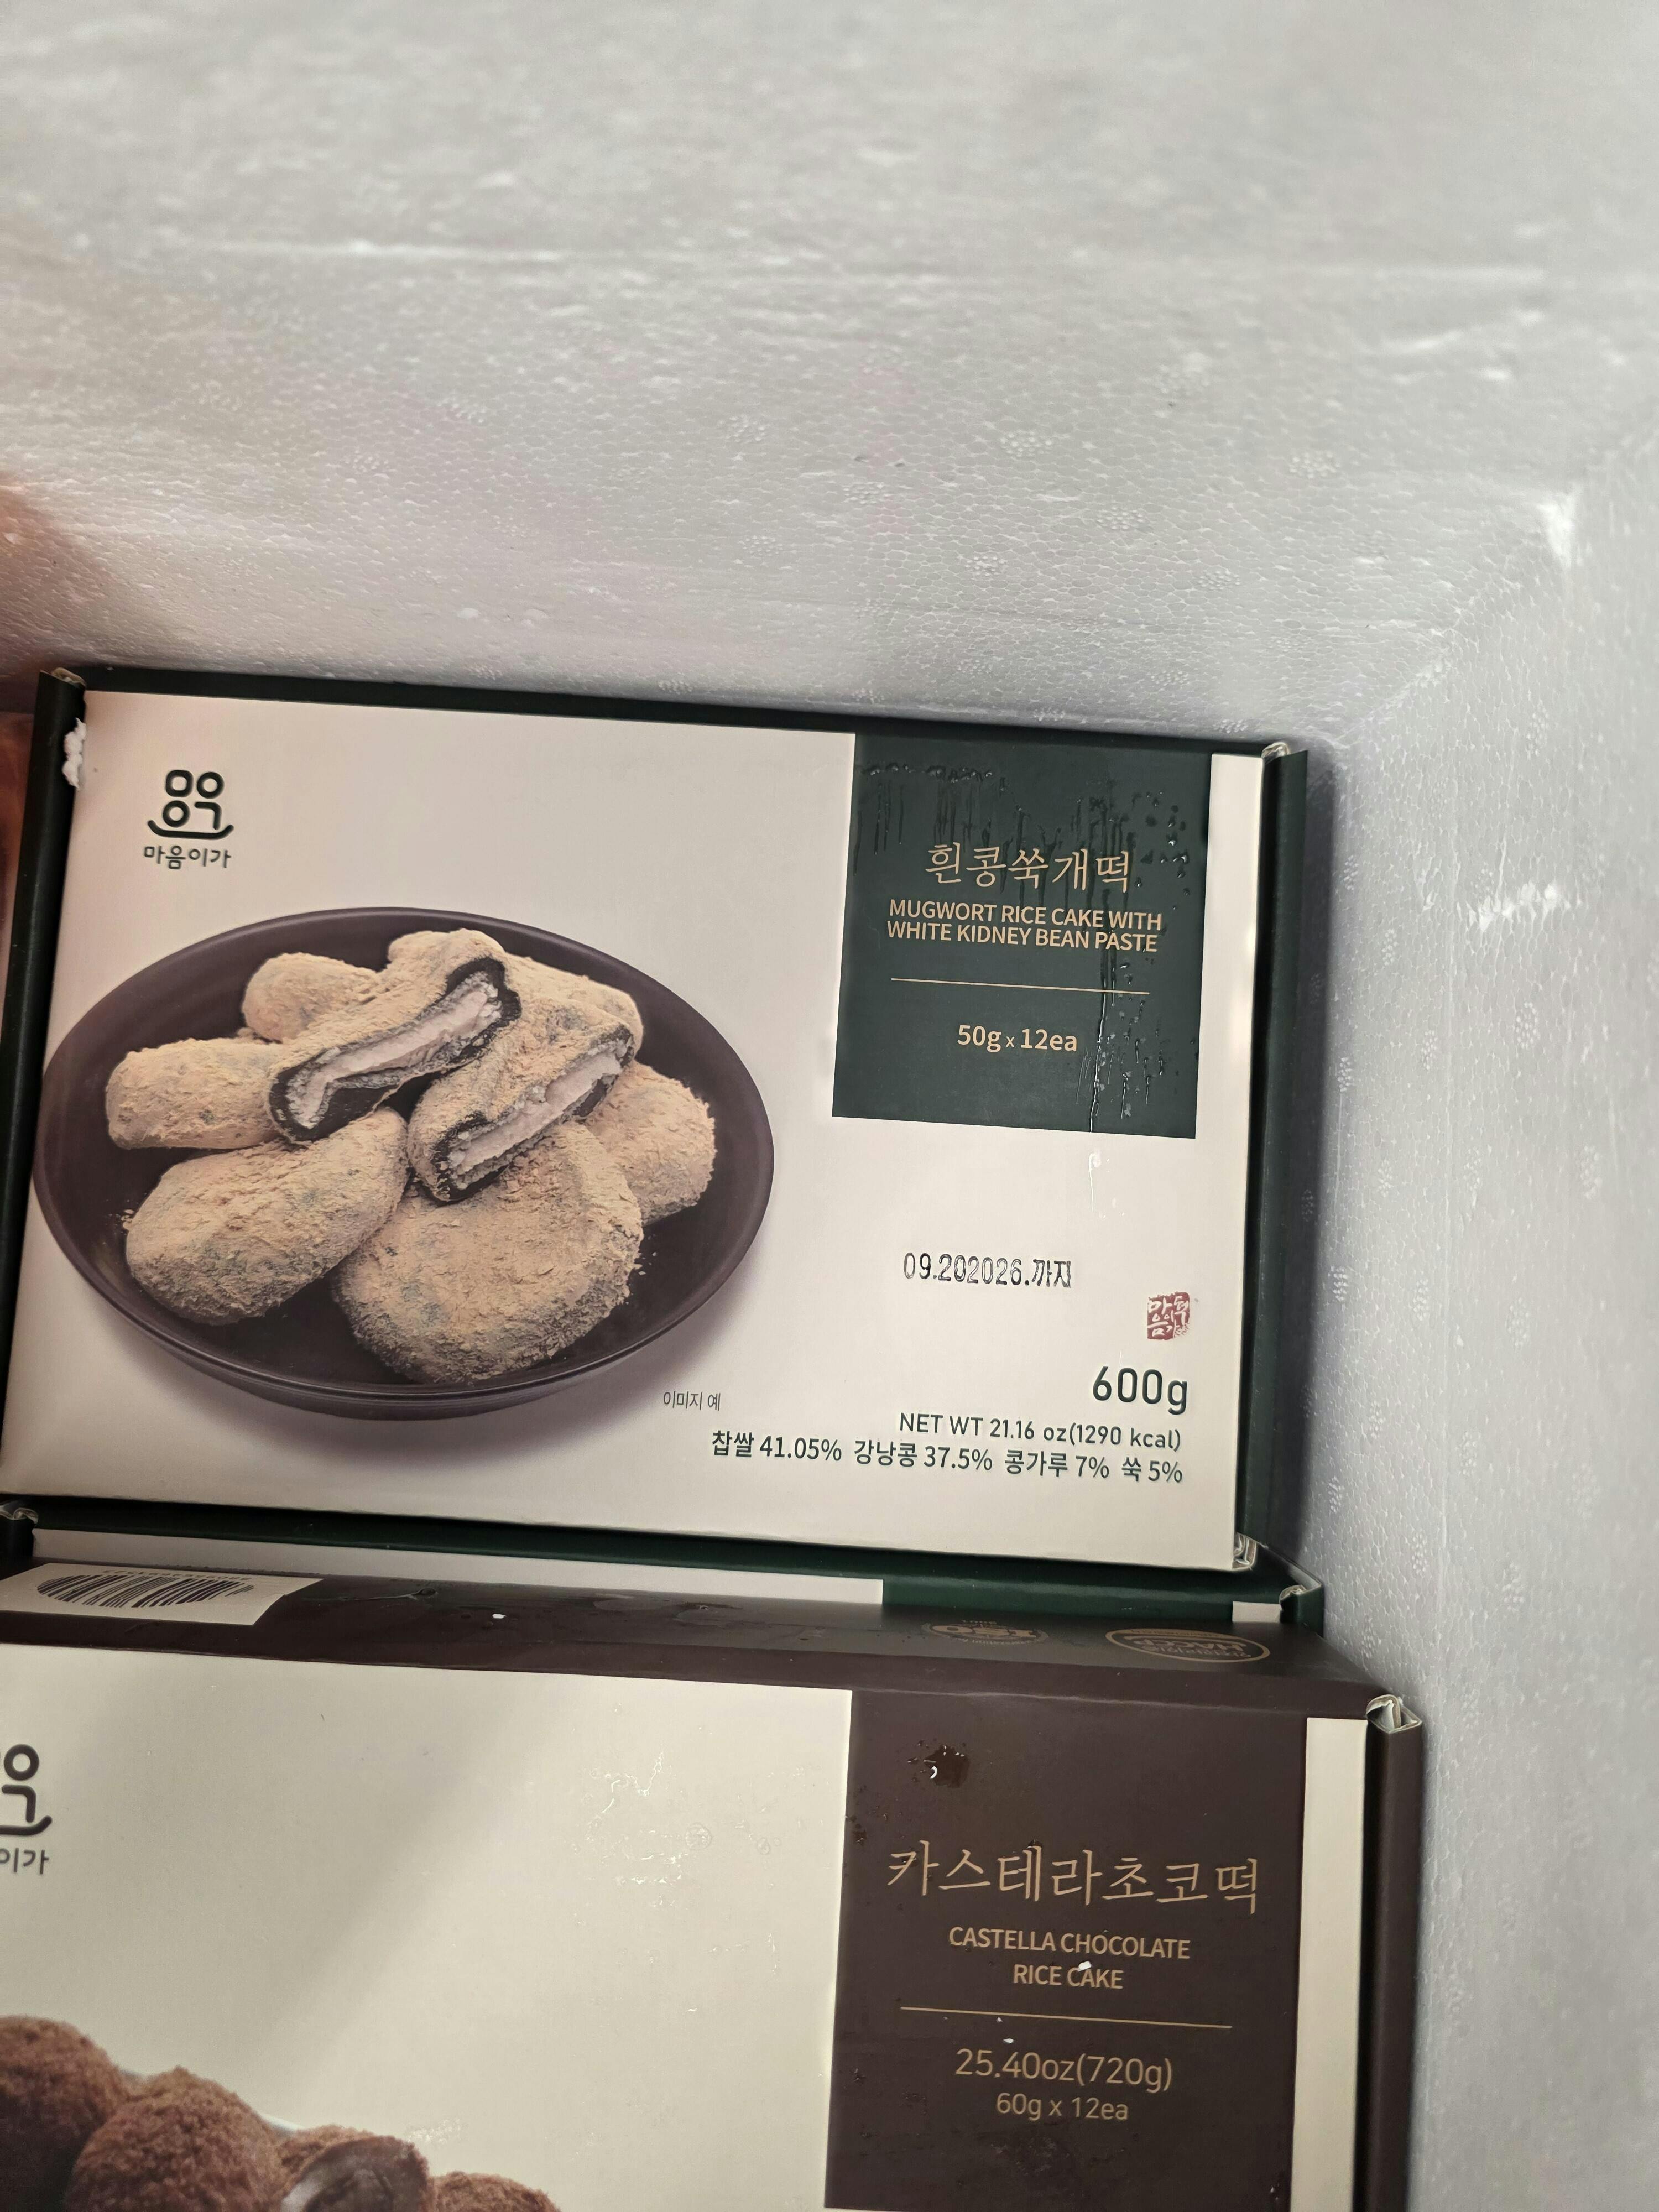 마음이가
흰콩쑥개떡
MUGWORT RICE CAKE WITH
WHITE KIDNEY BEAN PASTE
50g x 12ea
09.202026.까지
이미지 예
600g
NET WT 21.16 oz(1290 kcal)
찹쌀 41.05% 강낭콩 37.5% 콩가루 7% 쑥 5%
HACCP
이가
카스테라초코떡
CASTELLA CHOCOLATE
RICE CAKE
25.40oz(720g)
60g x 12ea